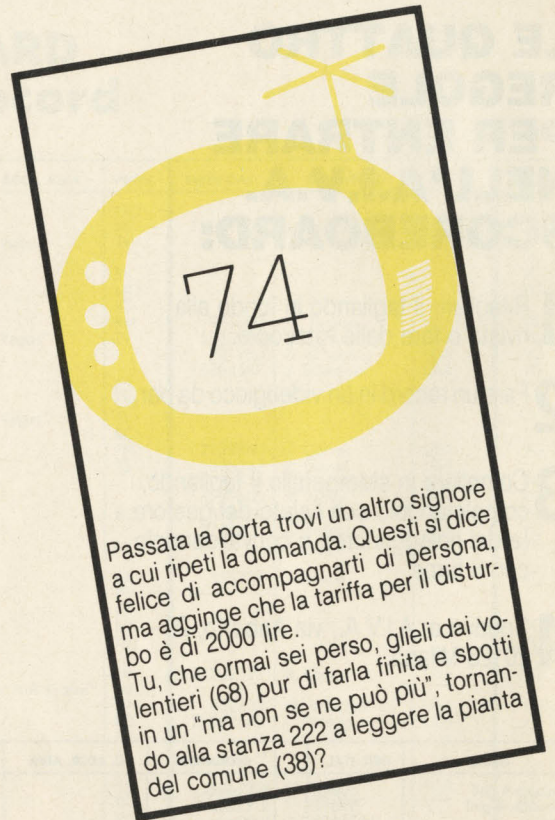 74
Passata la porta trovi un altro signore
a cui ripeti la domanda. Questi si dice
felice di accompagnarti di persona,
ma agginge che la tariffa per il distur-
bo è di 2000 lire.
Tu, che ormai sei perso, glieli dai vo-
lentieri (68) pur di farla finita e sbotti
in un “ma non se ne può più”, tornan-
do alla stanza 222 a leggere la pianta
del comune (38)?